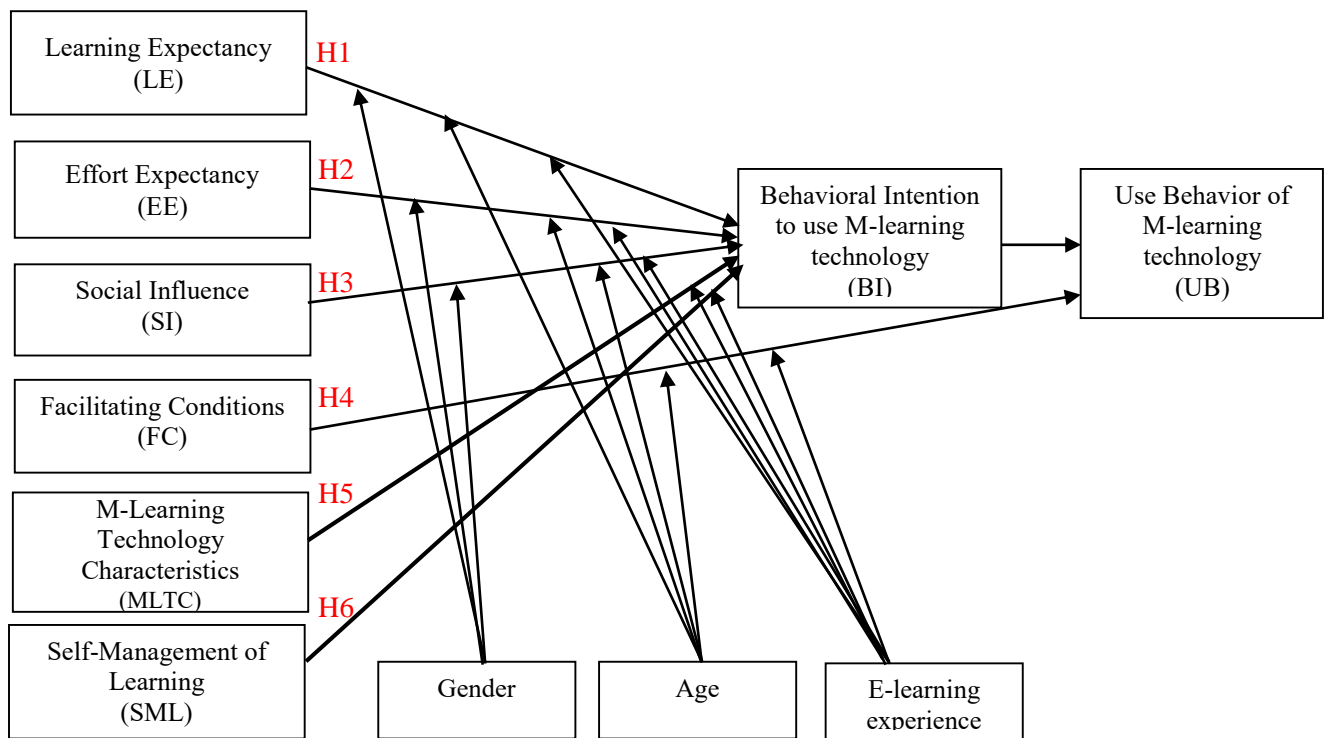 Learning Expectancy
(LE)
H1
Effort Expectancy
(EE)
H2
Social Influence
(SI)
H3
Facilitating Conditions
(FC)
H4
M-Learning
Technology
Characteristics
(MLTC)
H5
Self-Management of
Learning
(SML)
H6
Behavioral Intention
to use M-learning
technology
(BI)
Use Behavior of
M-learning
technology
(UB)
Gender
Age
E-learning
experience